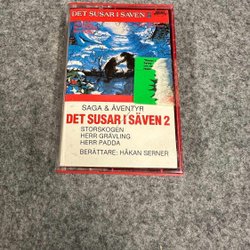 DET SUSAR I SÄVEN
SAGA & ÄVENTYR
DET SUSAR I SÄVEN 2
STORSKOGEN
HERR GRÄVLING
HERR PADDA
BERÄTTARE: HÅKAN SERNER